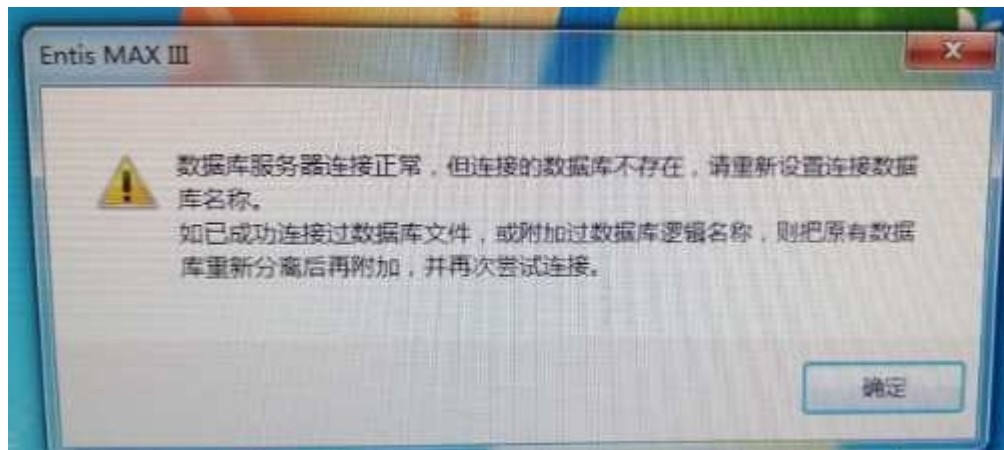 Entis MAX III
数据库服务器连接正常，但连接的数据库不存在，请重新设置连接数据
库名称。
如已成功连接过数据库文件，或附加过数据库逻辑名称，则把原有数据
库重新分离后再附加，并再次尝试连接。
确定